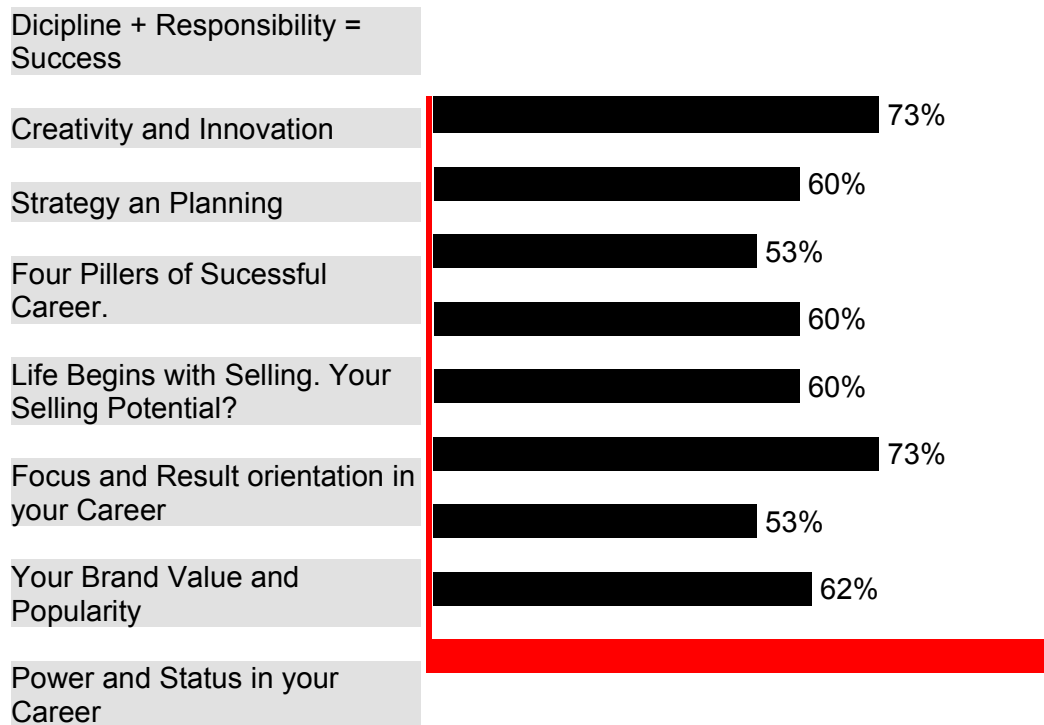 Dicipline + Responsibility =
Success
Creativity and Innovation
73%
Strategy an Planning
60%
53%
Four Pillers of Sucessful
Career.
60%
Life Begins with Selling. Your
Selling Potential?
60%
73%
Focus and Result orientation in
your Career
53%
Your Brand Value and
Popularity
62%
Power and Status in your
Career